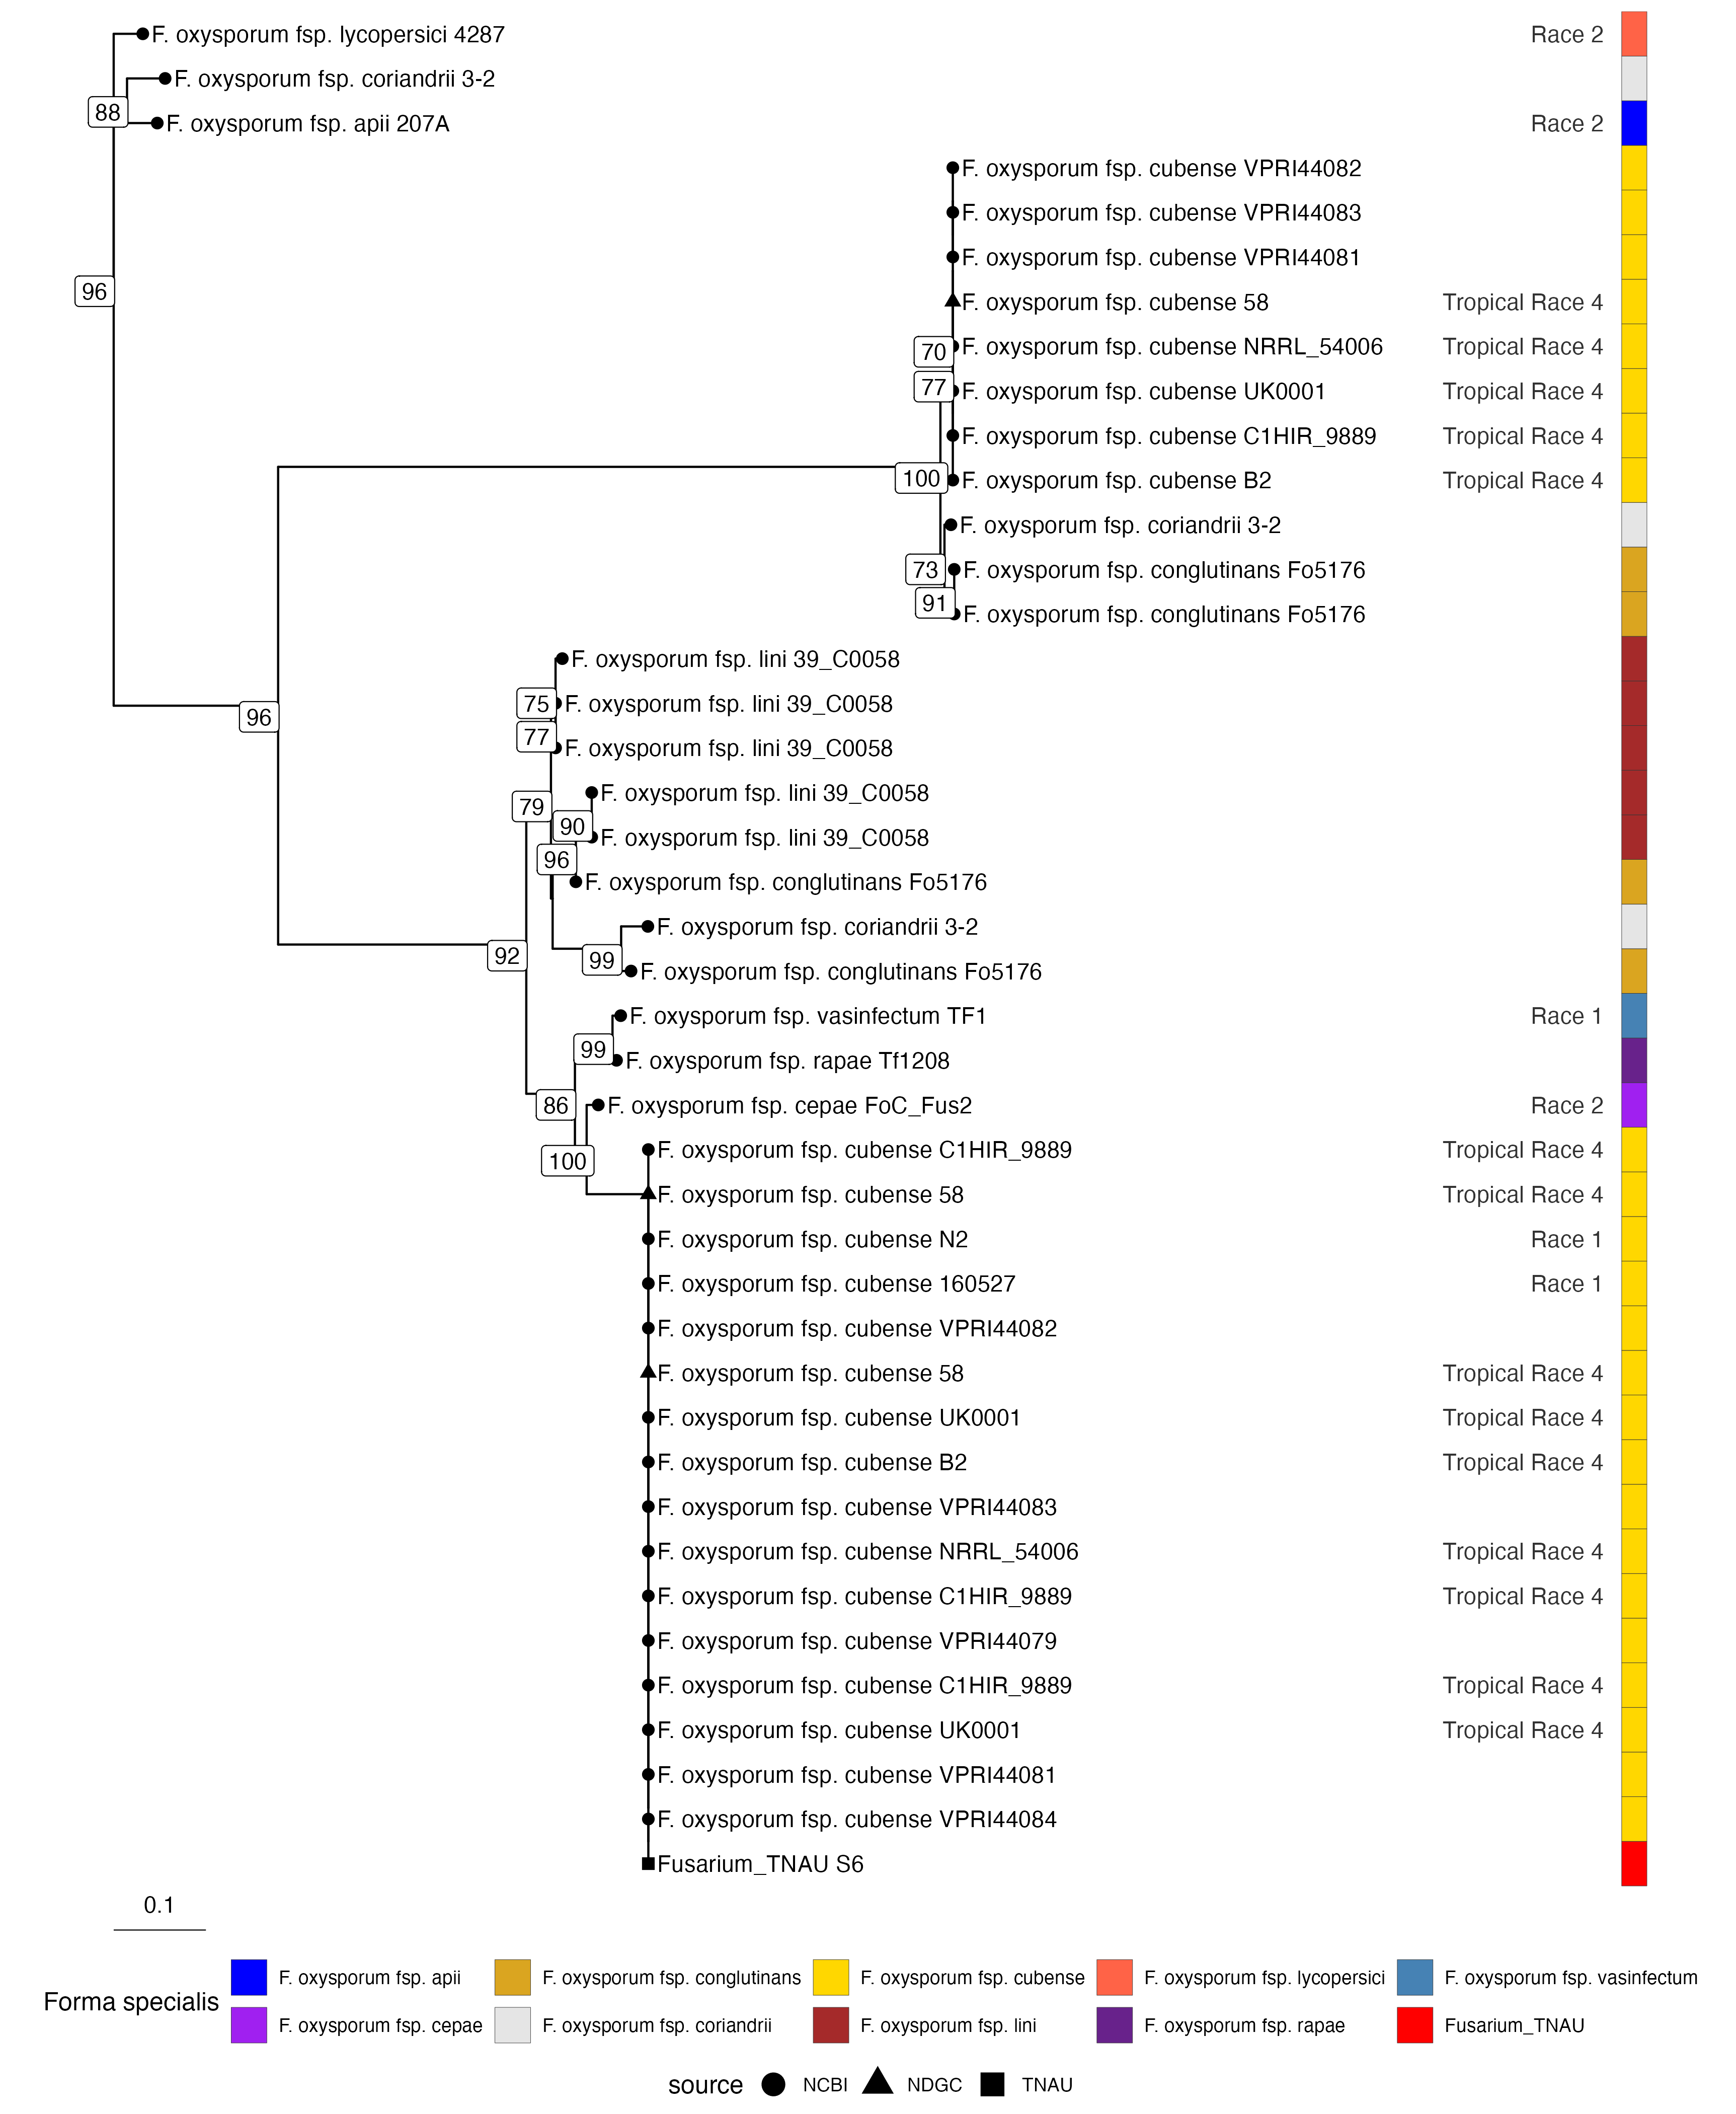 F. oxysporum fsp. lycopersici 4287 Race 2
F. oxysporum fsp. coriandrii 3-2
88
F. oxysporum fsp. apii 207A Race 2
F. oxysporum fsp. cubense VPRI44082
F. oxysporum fsp. cubense VPRI44083
F. oxysporum fsp. cubense VPRI44081
96
F. oxysporum fsp. cubense 58 Tropical Race 4
70
F. oxysporum fsp. cubense NRRL_54006 Tropical Race 4
77
F. oxysporum fsp. cubense UK0001 Tropical Race 4
F. oxysporum fsp. cubense C1HIR_9889 Tropical Race 4
100
F. oxysporum fsp. cubense B2 Tropical Race 4
F. oxysporum fsp. coriandrii 3-2
73
F. oxysporum fsp. conglutinans Fo5176
91
F. oxysporum fsp. conglutinans Fo5176
F. oxysporum fsp. lini 39_C0058
75
F. oxysporum fsp. lini 39_C0058
96
77
F. oxysporum fsp. lini 39_C0058
F. oxysporum fsp. lini 39_C0058
79
90
F. oxysporum fsp. lini 39_C0058
96
F. oxysporum fsp. conglutinans Fo5176
F. oxysporum fsp. coriandrii 3-2
92
99
F. oxysporum fsp. conglutinans Fo5176
F. oxysporum fsp. vasinfectum TF1 Race 1
99
F. oxysporum fsp. rapae Tf1208
86
F. oxysporum fsp. cepae FoC_Fus2 Race 2
F. oxysporum fsp. cubense C1HIR_9889 Tropical Race 4
100
F. oxysporum fsp. cubense 58 Tropical Race 4
F. oxysporum fsp. cubense N2 Race 1
F. oxysporum fsp. cubense 160527 Race 1
F. oxysporum fsp. cubense VPRI44082
F. oxysporum fsp. cubense 58 Tropical Race 4
F. oxysporum fsp. cubense UK0001 Tropical Race 4
F. oxysporum fsp. cubense B2 Tropical Race 4
F. oxysporum fsp. cubense VPRI44083
F. oxysporum fsp. cubense NRRL_54006 Tropical Race 4
F. oxysporum fsp. cubense C1HIR_9889 Tropical Race 4
F. oxysporum fsp. cubense VPRI44079
F. oxysporum fsp. cubense C1HIR_9889 Tropical Race 4
F. oxysporum fsp. cubense UK0001 Tropical Race 4
F. oxysporum fsp. cubense VPRI44081
F. oxysporum fsp. cubense VPRI44084
Fusarium_TNAU S6
0.1
Forma specialis
F. oxysporum fsp. apii F. oxysporum fsp. conglutinans F. oxysporum fsp. cubense F. oxysporum fsp. lycopersici F. oxysporum fsp. vasinfectum
F. oxysporum fsp. cepae F. oxysporum fsp. coriandrii F. oxysporum fsp. lini F. oxysporum fsp. rapae Fusarium_TNAU
source NCBI NDGC TNAU